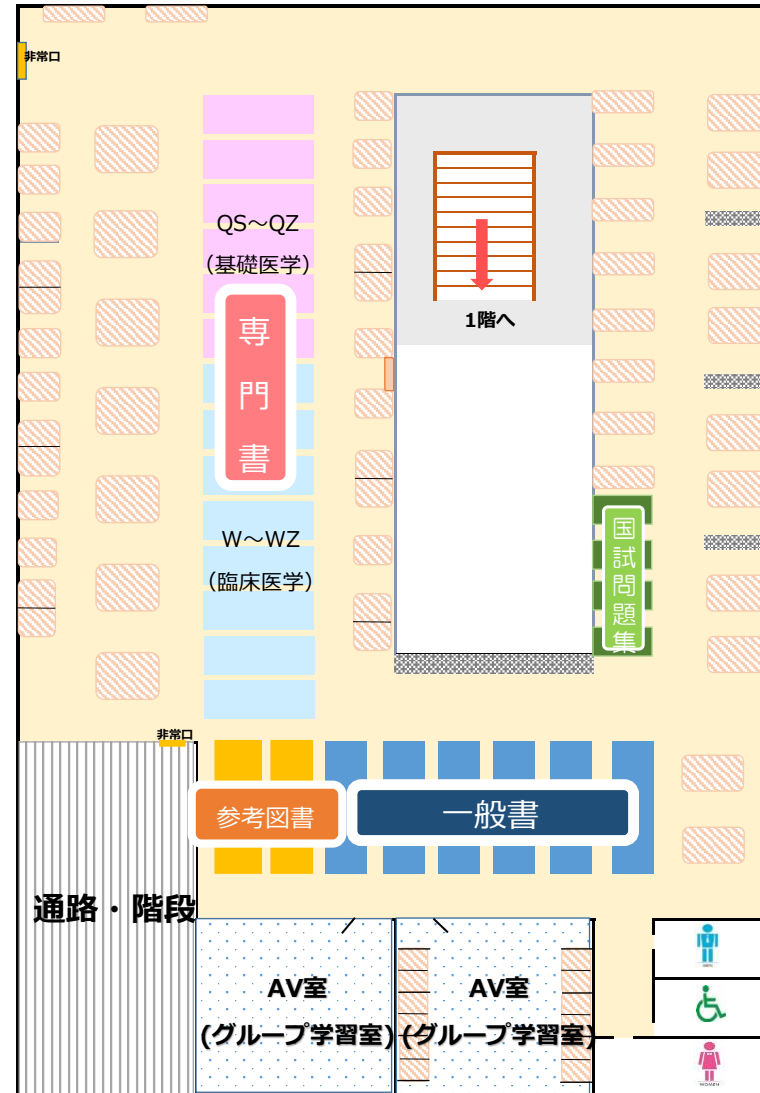 非常口
QS～QZ
（基礎医学）
専
門
書
1階へ
W～WZ
（臨床医学）
国
試
問
題
集
非常口
参考図書
一般書
通路・階段
AV室
(グループ学習室)
AV室
(グループ学習室)
WOMEN